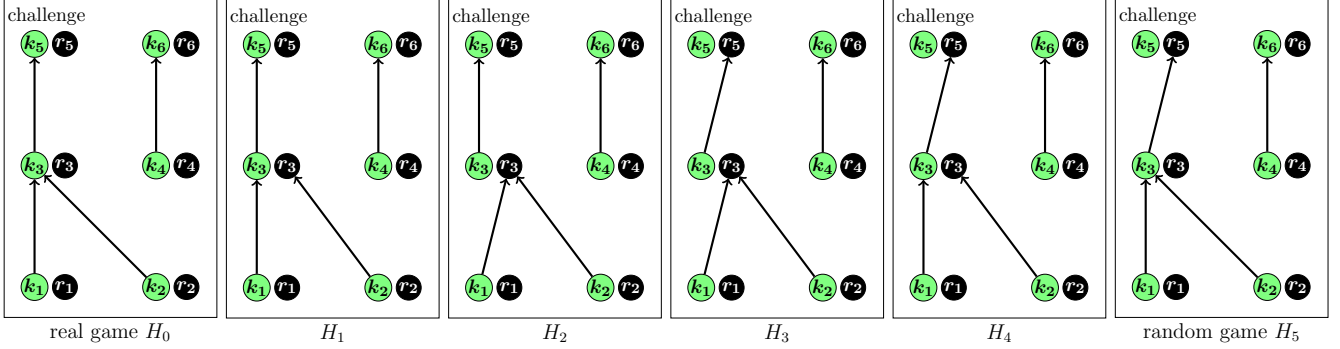 challenge
k5 r5 k6 r6
k3 r3 k4 r4
k1 r1 k2 r2
real game H0
challenge
k5 r5 k6 r6
k3 r3 k4 r4
k1 r1 k2 r2
H1
challenge
k5 r5 k6 r6
k3 r3 k4 r4
k1 r1 k2 r2
H2
challenge
k5 r5 k6 r6
k3 r3 k4 r4
k1 r1 k2 r2
H3
challenge
k5 r5 k6 r6
k3 r3 k4 r4
k1 r1 k2 r2
H4
challenge
k5 r5 k6 r6
k3 r3 k4 r4
k1 r1 k2 r2
random game H5